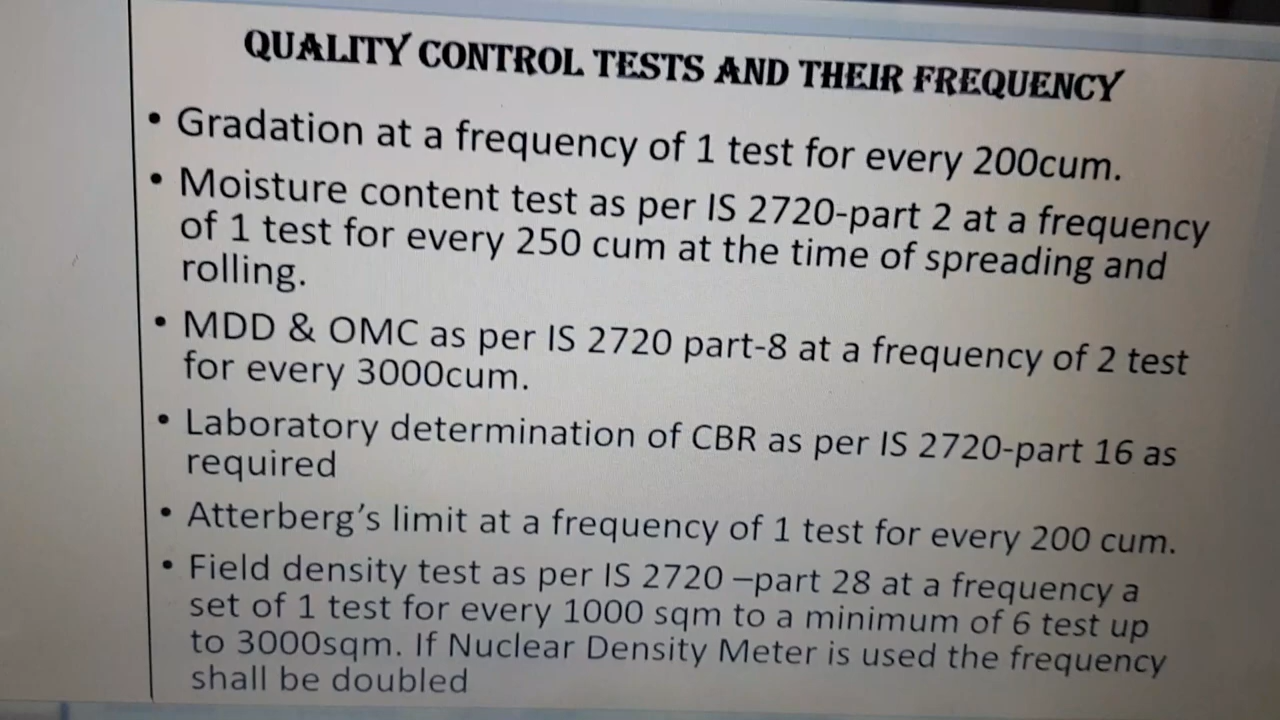 QUALITY CONTROL TESTS AND THEIR FREQUENCY
• Gradation at a frequency of 1 test for every 200cum.
• Moisture content test as per IS 2720-part 2 at a frequency
of 1 test for every 250 cum at the time of spreading and
rolling.
• MDD & OMC as per IS 2720 part-8 at a frequency of 2 test
for every 3000cum.
• Laboratory determination of CBR as per IS 2720-part 16 as
required
• Atterberg's limit at a frequency of 1 test for every 200 cum.
• Field density test as per IS 2720 –part 28 at a frequency a
set of 1 test for every 1000 sqm to a minimum of 6 test up
to 3000sqm. If Nuclear Density Meter is used the frequency
shall be doubled